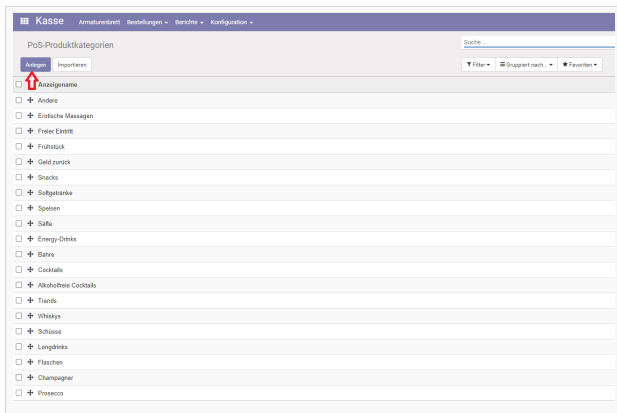 Kasse Armaturesbrett Bestellungen Berichte Konfiguration
PoS-Produktkategorien
Suche ...
Anlegen Importieren
Filter Gruppiert nach... Favoriten
Anzeigename
Andere
Erotische Massagen
Freier Eintritt
Frühstück
Geld zurück
Snacks
Softgetränke
Speisen
Säfte
Energy-Drinks
Bahre
Cocktails
Alkoholfreie Cocktails
Trends
Whiskys
Schüsse
Longdrinks
Flaschen
Champagner
Prosecco